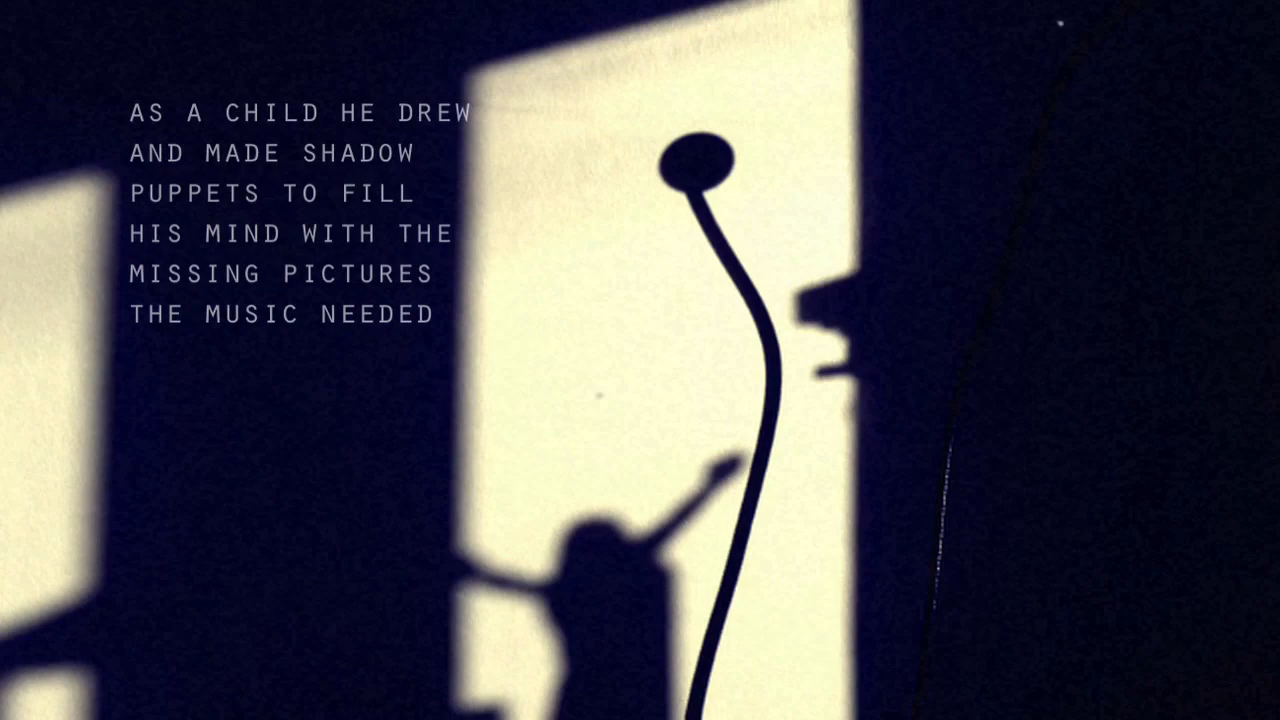 AS A CHILD HE DREW
AND MADE SHADOW
PUPPETS TO FILL
HIS MIND WITH THE
MISSING PICTURES
THE MUSIC NEEDED